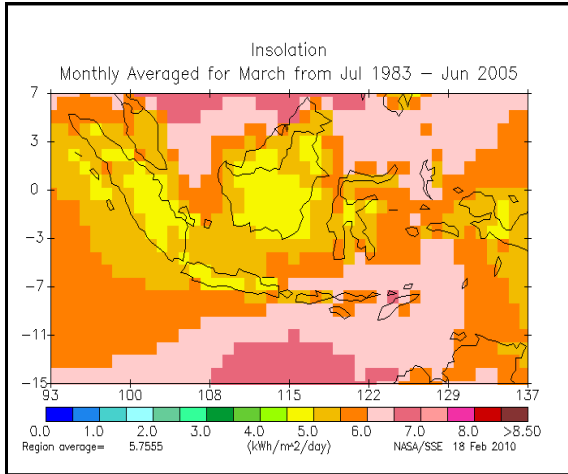 Insolation
Monthly Averaged for March from Jul 1983 – Jun 2005
7
3
0
-3
-7
-11
-15
93 100 108 115 122 129 137
0.0 1.0 2.0 3.0 4.0 5.0 6.0 7.0 8.0 >8.50
Region average= 5.7555 (kWh/m^2/day) NASA/SSE 18 Feb 2010